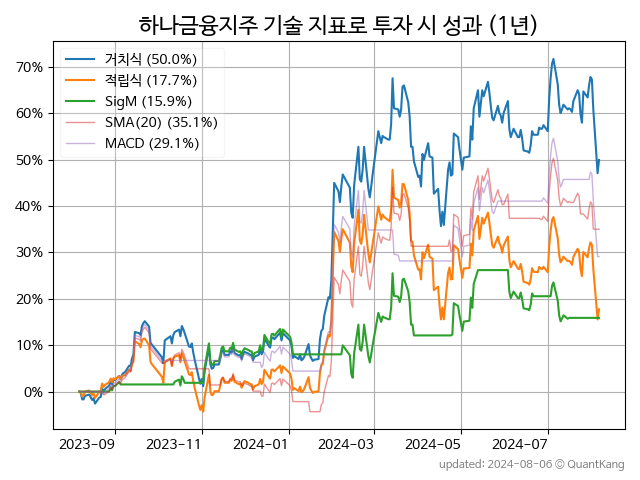 하나금융지주 기술 지표로 투자 시 성과 (1년)
거치식 (50.0%)
적립식 (17.7%)
SigM (15.9%)
SMA(20) (35.1%)
MACD (29.1%)
70%
60%
50%
40%
30%
20%
10%
0%
2023-09
2023-11
2024-01
2024-03
2024-05
2024-07
updated: 2024-08-06 © QuantKang